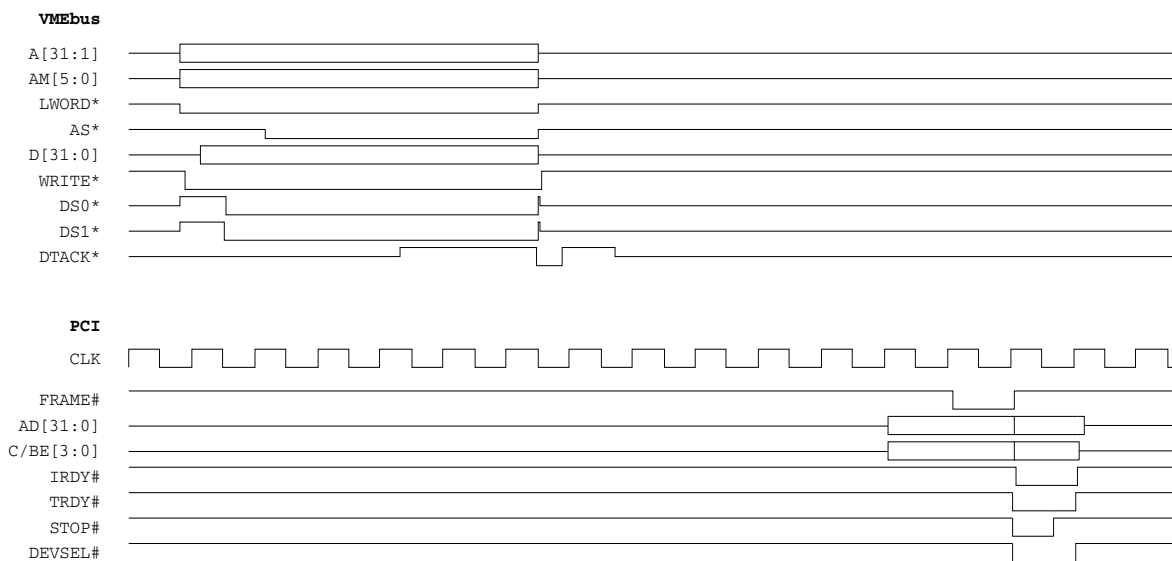 VMEbus
A[31:1]
AM[5:0]
LWORD*
AS*
D[31:0]
WRITE*
DS0*
DS1*
DTACK*
PCI
CLK
FRAME#
AD[31:0]
C/BE[3:0]
IRDY#
TRDY#
STOP#
DEVSEL#